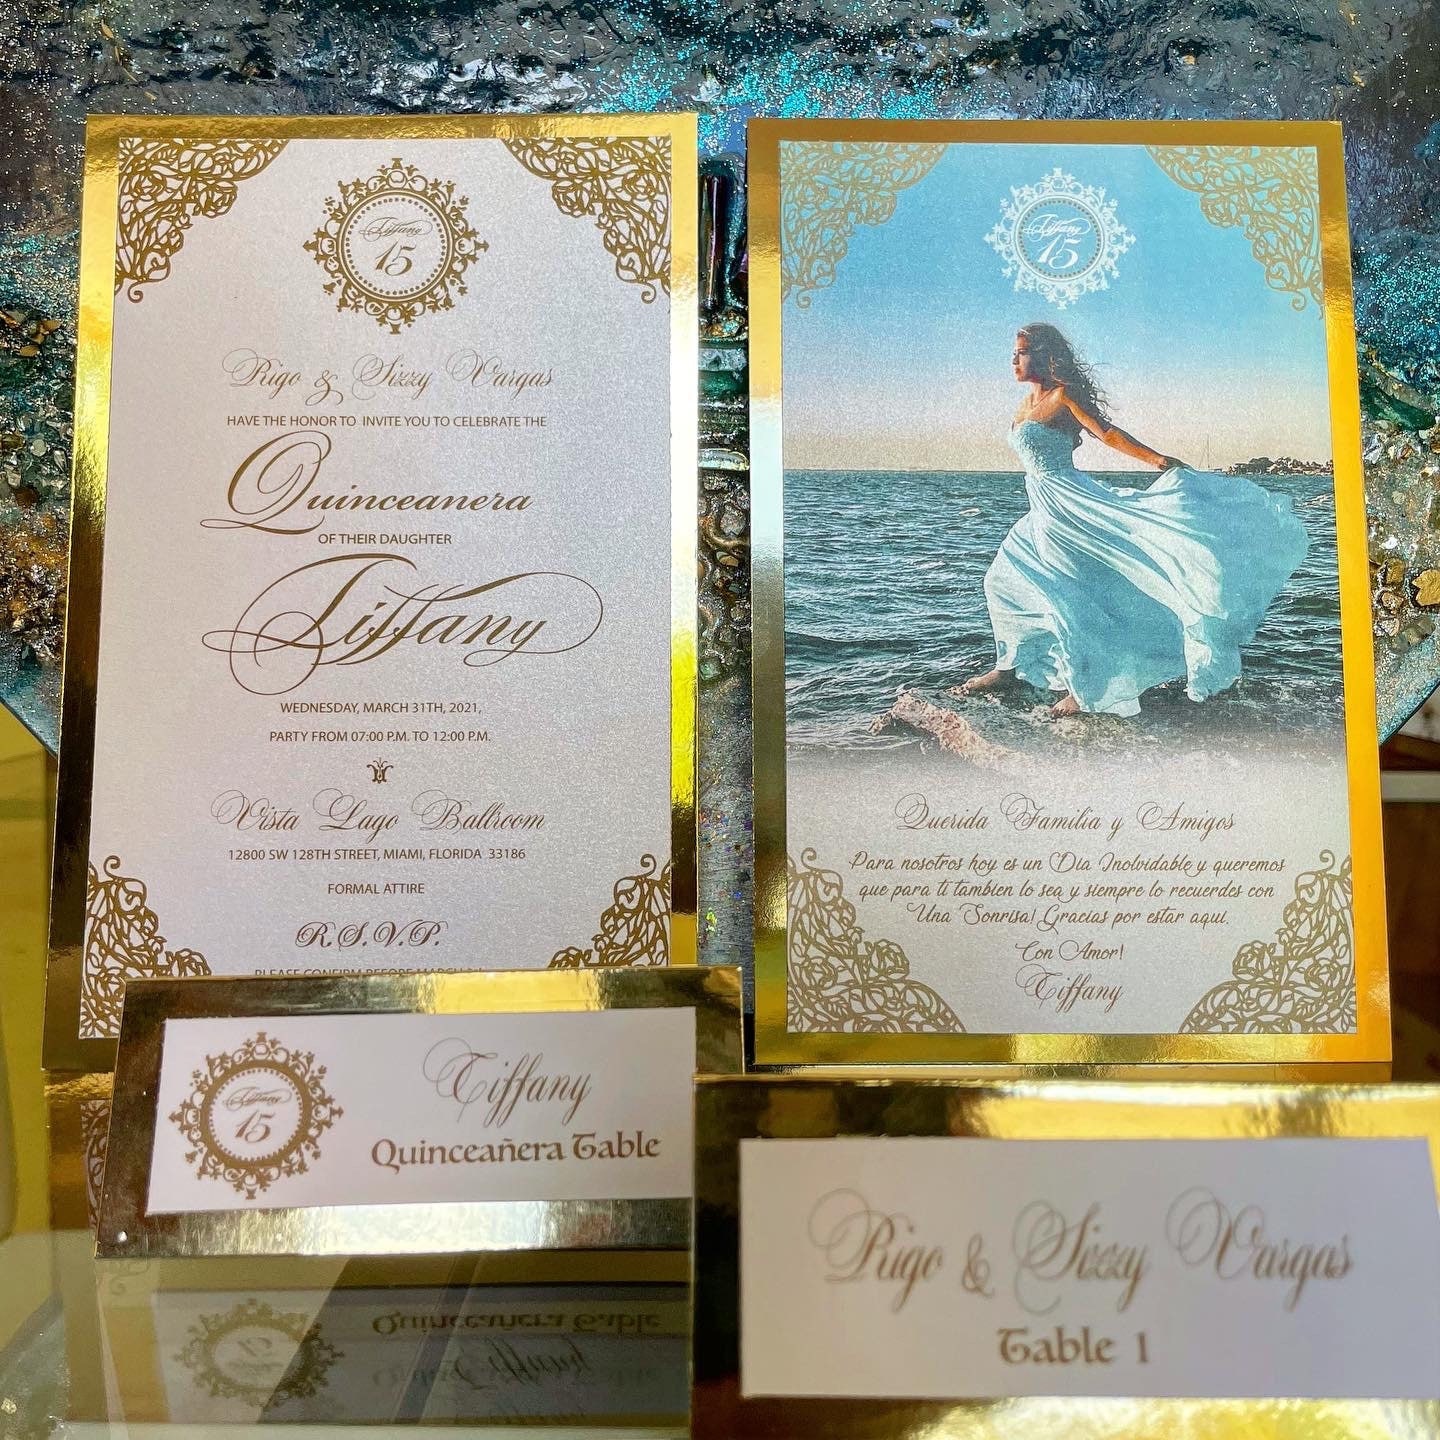 Tiffany
15
Rigo & Sizzy Vargas
HAVE THE HONOR TO INVITE YOU TO CELEBRATE THE
Quinceanera
OF THEIR DAUGHTER
Tiffany
WEDNESDAY, MARCH 31TH, 2021,
PARTY FROM 07:00 P.M. TO 12:00 P.M.
Vista Lago Ballroom
12800 SW 128TH STREET, MIAMI, FLORIDA 33186
FORMAL ATTIRE
R.S.V.P.
PLEASE CONFIRM BEFORE MARCH
Tiffany
15
Querida Familia y Amigos
Para nosotros hoy es un Dia Inolvidable y queremos
que para ti tambien lo sea y siempre lo recuerdes con
Una Sonrisa! Gracias por estar aqui.
Con Amor!
Tiffany
Tiffany
15
Tiffany
Quinceañera Table
Rigo & Sizzy Vargas
Table 1